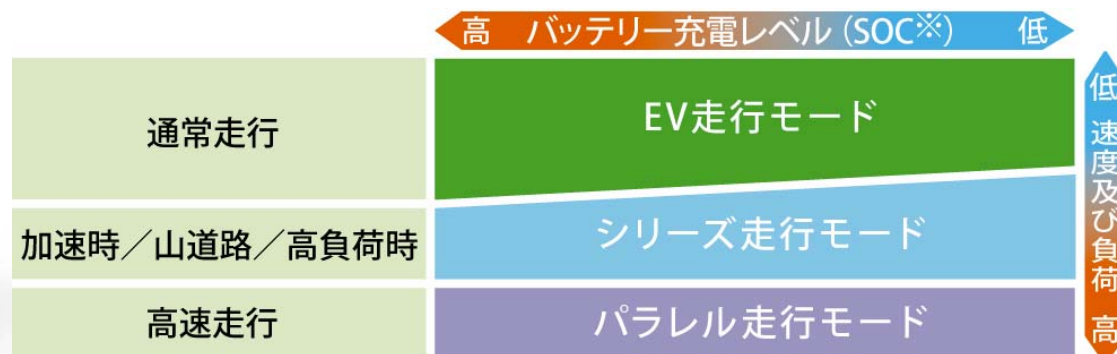 高 バッテリー充電レベル（SOC※） 低
通常走行
EV走行モード
加速時／山道路／高負荷時
シリーズ走行モード
高速走行
パラレル走行モード
低 速度及び負荷 高